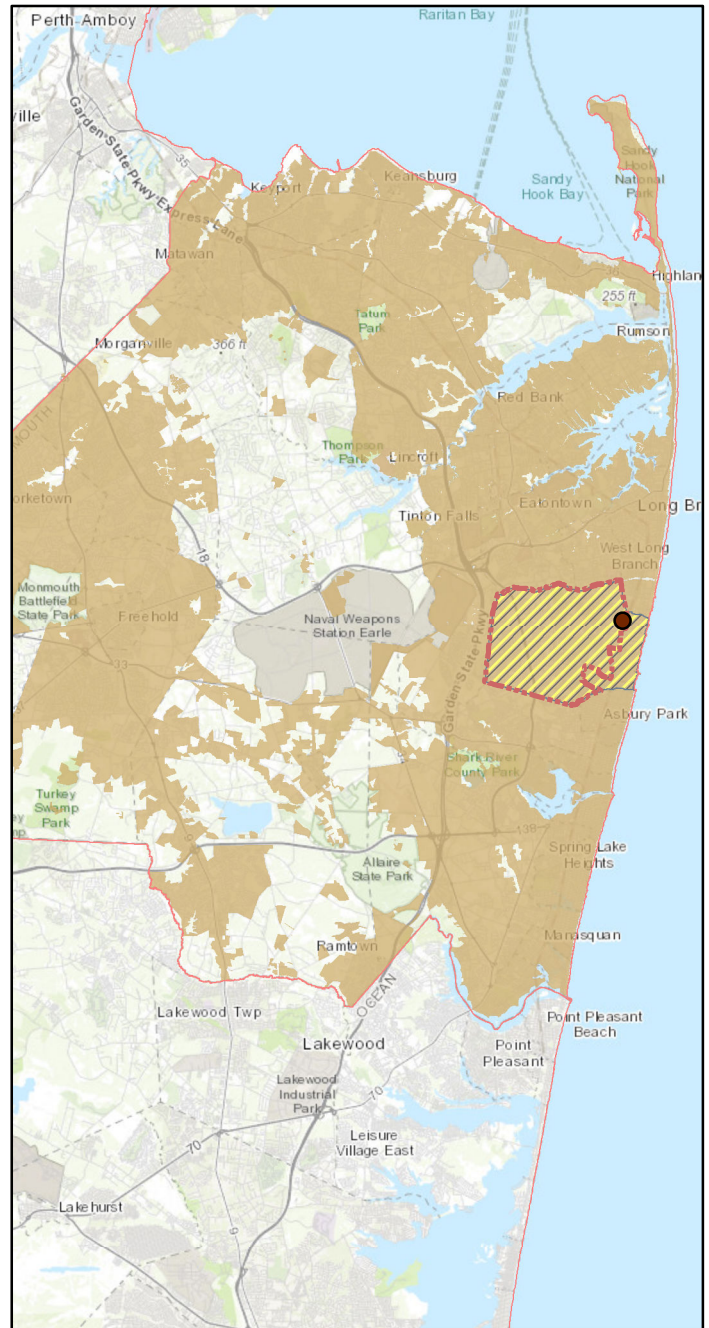 Perth Amboy
Raritan Bay
ville
Garden State Pkwy Express Lane
35
Keyport
Keansburg
Sandy
Hook
National
Park
Sandy
Hook Bay
Matawan
36
Highlan
255 ft
Rumson
Tatum
Park
Morganville
366 ft
Red Bank
MOUTH
Thompson
Park
Lincroft
orketown
Eatontown
Long Br
Tinton Falls
18
West Long
Branch
Monmouth
Battlefield
State Park
Freehold
Naval Weapons
Station Earle
Garden State Pkwy
33
Asbury Park
Shark River
County Park
34
Turkey
Swamp
Park
ey
mp
9
138
Spring Lake
Heights
Allaire
State Park
Manasquan
Ramtown
OCEAN
Lakewood Twp
Point Pleasant
Beach
Lakewood
Point
Pleasant
Lakewood
Industrial
Park
70
Leisure
Village East
70
9
Lakehurst